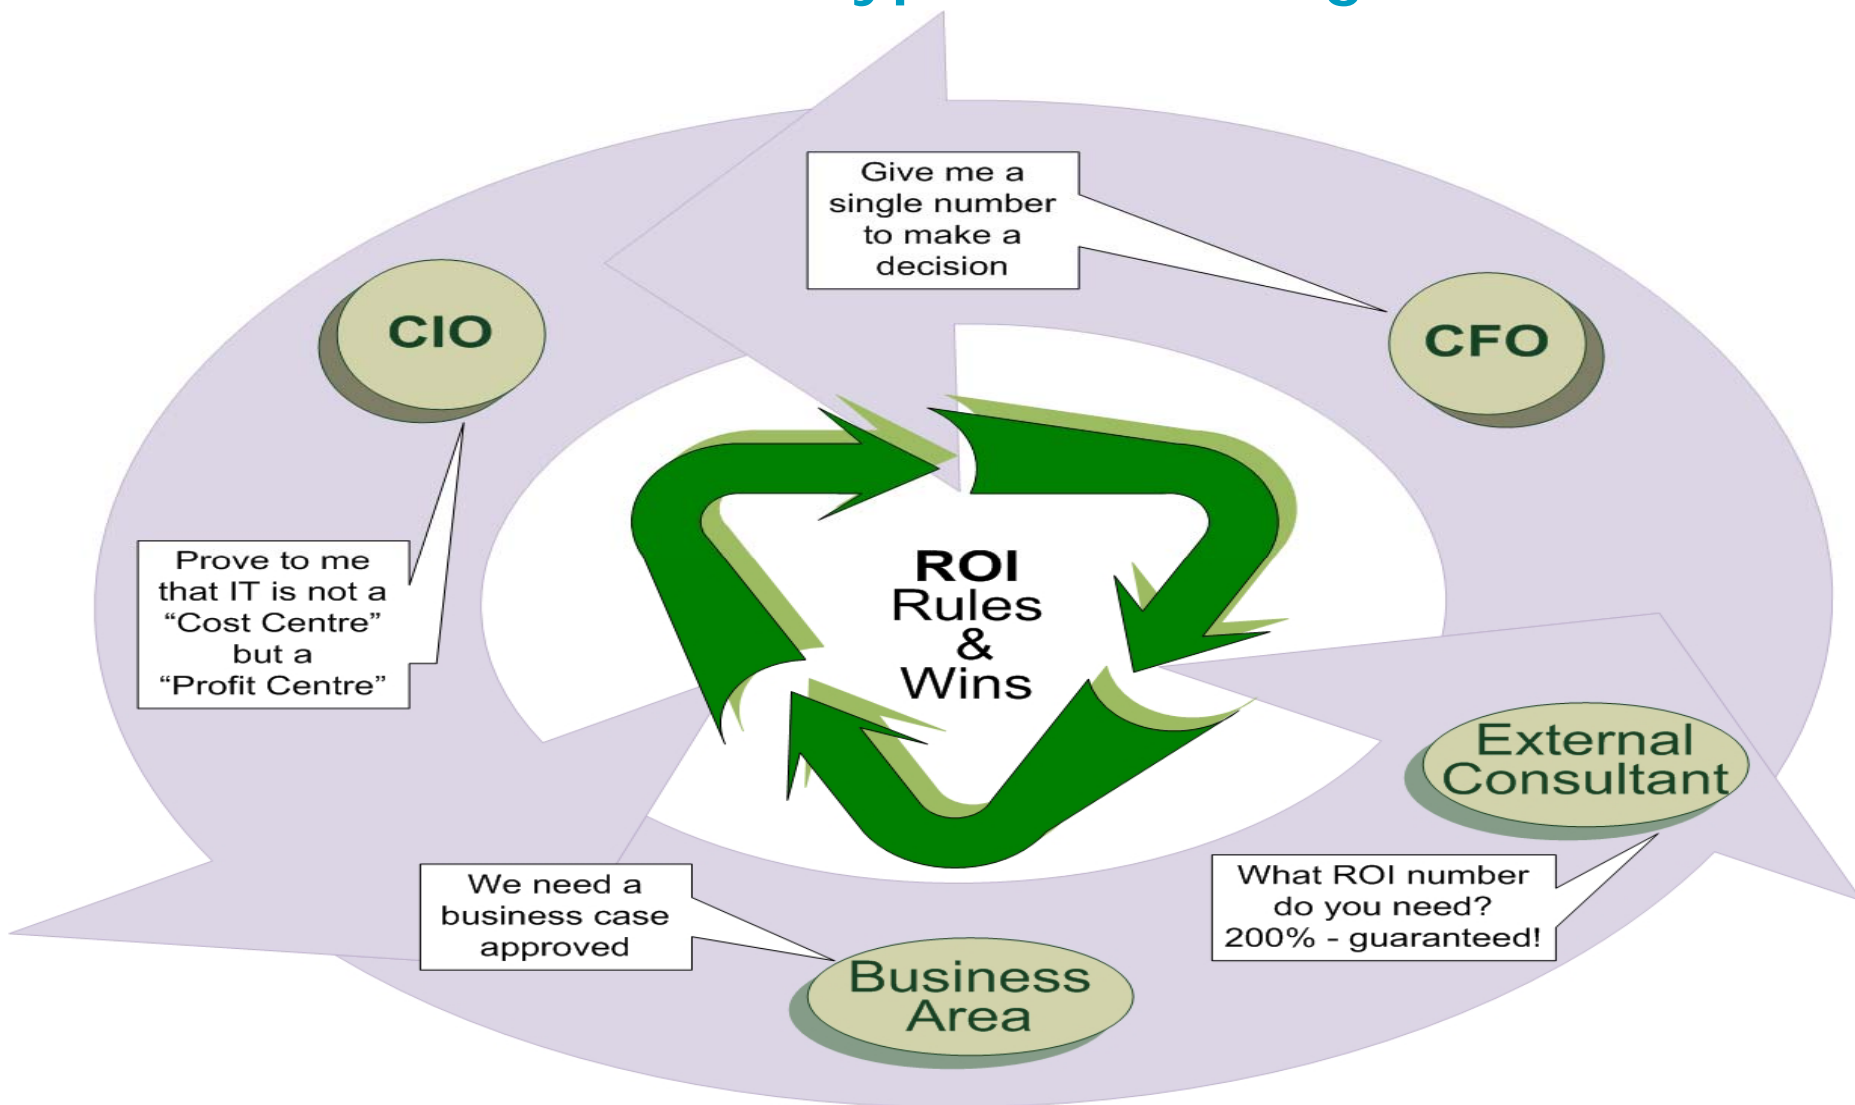 Give me a
single number
to make a
decision
CIO
CFO
Prove to me
that IT is not a
“Cost Centre”
but a
“Profit Centre”
ROI
Rules
&
Wins
External
Consultant
We need a
business case
approved
What ROI number
do you need?
200% - guaranteed!
Business
Area